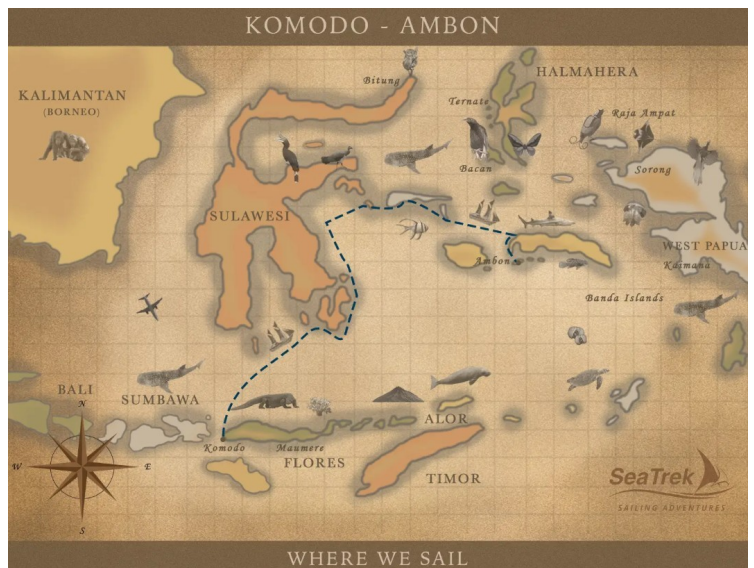 KOMODO - AMBON
Bitung
HALMAHERA
KALIMANTAN
(BORNEO)
Ternate
Raja Ampat
Bacan
Sorong
SULAWESI
WEST PAPUA
Ambon
Kaimana
Banda Islands
BALI
SUMBAWA
N
W
E
S
ALOR
Komodo
Maumere
FLORES
TIMOR
SeaTrek
SAILING ADVENTURES
WHERE WE SAIL